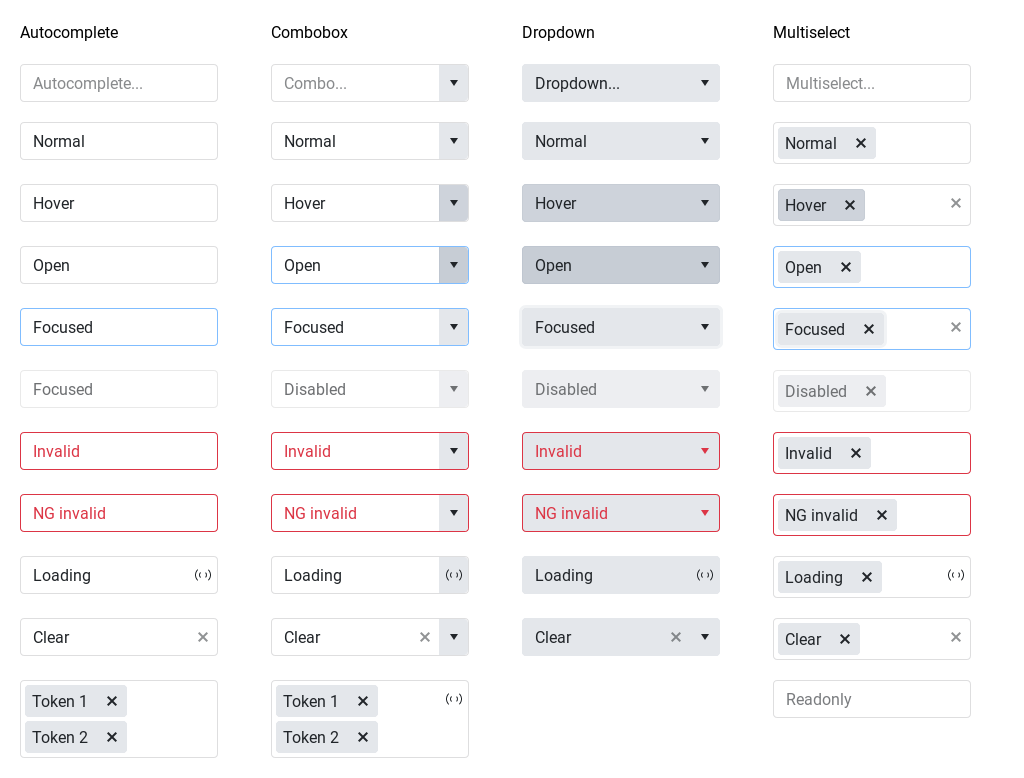 Autocomplete Combobox Dropdown Multiselect
Autocomplete... Combo... Dropdown... Multiselect...
Normal Normal Normal Normal
Hover Hover Hover Hover
Open Open Open Open
Focused Focused Focused Focused
Focused Disabled Disabled Disabled
Invalid Invalid Invalid Invalid
NG invalid NG invalid NG invalid NG invalid
Loading Loading Loading Loading
Clear Clear Clear Clear
Token 1 Token 1 Readonly
Token 2 Token 2